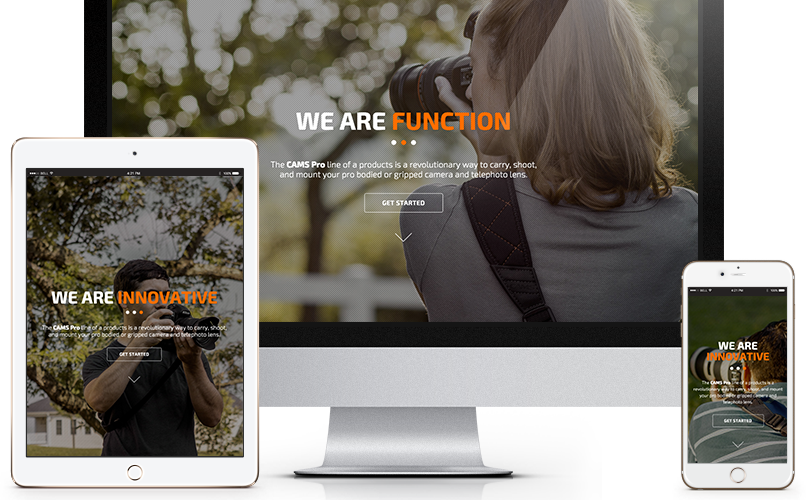 WE ARE FUNCTION
The CAMS Pro line of a products is a revolutionary way to carry, shoot,
and mount your pro bodied or gripped camera and telephoto lens.
GET STARTED
BELL
4:21 PM
100%
WE ARE INNOVATIVE
The CAMS Pro line of a products is a revolutionary way to carry, shoot,
and mount your pro bodied or gripped camera and telephoto lens.
GET STARTED
BELL
4:21 PM
100%
WE ARE
INNOVATIVE
The CAMS Pro line of a products is a
revolutionary way to carry, shoot, and mount
your pro bodied or gripped camera and
telephoto lens.
GET STARTED